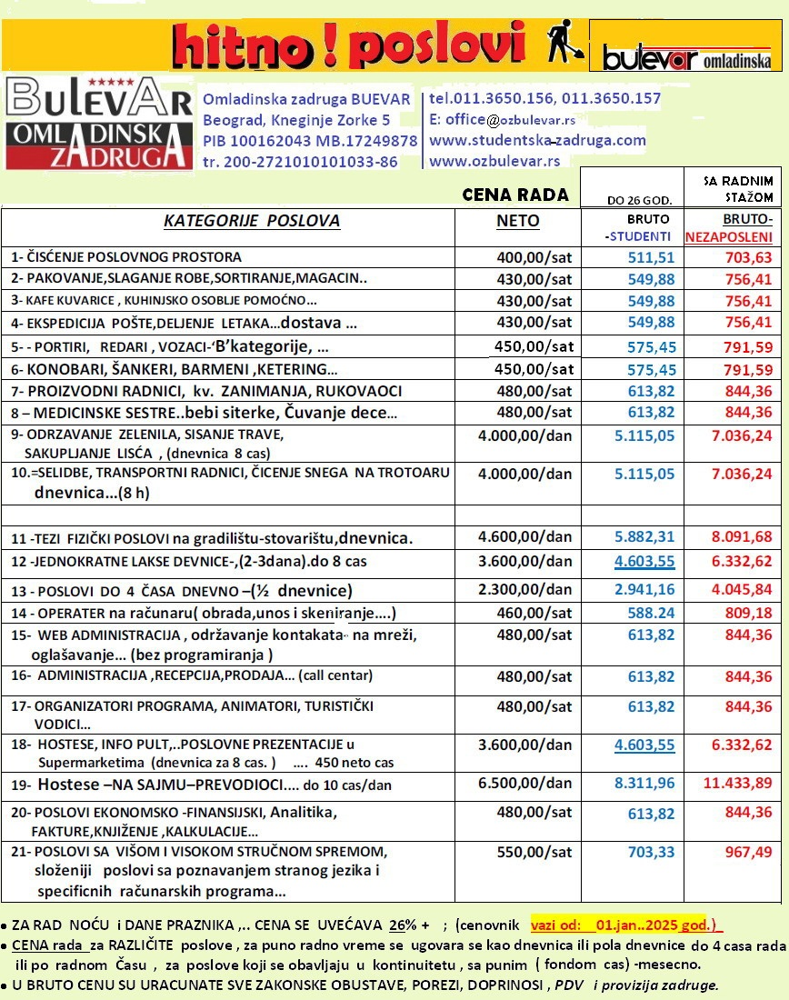 hitno ! poslovi
bulevar omladinska
BULEVAR
OMLADINSKA
ZADRUGA
Omladinska zadruga BUEVAR
Beograd, Kneginje Zorke 5
PIB 100162043 MB.17249878
tr. 200-2721010101033-86
tel.011.3650.156, 011.3650.157
E: office@ozbulevar.rs
www.studentska-zadruga.com
www.ozbulevar.rs
CENA RADA DO 26 GOD. SA RADNIM STAŽOM
KATEGORIJE POSLOVA NETO BRUTO -STUDENTI BRUTO- NEZAPOSLENI
1- ČIŠĆENJE POSLOVNOG PROSTORA 400,00/sat 511,51 703,63
2- PAKOVANJE,SLAGANJE ROBE,SORTIRANJE,MAGACIN.. 430,00/sat 549,88 756,41
3- KAFE KUVARICE , KUHINJSKO OSOBLJE POMOĆNO... 430,00/sat 549,88 756,41
4- EKSPEDICIJA POŠTE,DELJENJE LETAKA...dostava ... 430,00/sat 549,88 756,41
5- - PORTIRI, REDARI , VOZACI-‘B’kategorije, ... 450,00/sat 575,45 791,59
6- KONOBARI, ŠANKERI, BARMENI ,KETERING... 450,00/sat 575,45 791,59
7- PROIZVODNI RADNICI, kv. ZANIMANJA, RUKOVAOCI 480,00/sat 613,82 844,36
8 – MEDICINSKE SESTRE..bebi siterke, Čuvanje dece... 480,00/sat 613,82 844,36
9- ODRZAVANJE ZELENILA, SISANJE TRAVE, 4.000,00/dan 5.115,05 7.036,24
SAKUPLJANJE LISĆA , (dnevnica 8 cas)
10.=SELIDBE, TRANSPORTNI RADNICI, ČICENJE SNEGA NA TROTOARU 4.000,00/dan 5.115,05 7.036,24
dnevnica...(8 h)
11 -TEZI FIZIČKI POSLOVI na gradilištu-stovarištu,dnevnica. 4.600,00/dan 5.882,31 8.091,68
12 -JEDNOKRATNE LAKSE DEVNICE-,(2-3dana).do 8 cas 3.600,00/dan 4.603,55 6.332,62
13 - POSLOVI DO 4 ČASA DNEVNO –(½ dnevnice) 2.300,00/dan 2.941,16 4.045,84
14 - OPERATER na računaru( obrada,unos i skeniranje....) 460,00/sat 588.24 809,18
15- WEB ADMINISTRACIJA , održavanje kontakata- na mreži, 480,00/sat 613,82 844,36
oglašavanje... (bez programiranja )
16- ADMINISTRACIJA ,RECEPCIJA,PRODAJA... (call centar) 480,00/sat 613,82 844,36
17- ORGANIZATORI PROGRAMA, ANIMATORI, TURISTIČKI 480,00/sat 613,82 844,36
VODICI...
18- HOSTESE, INFO PULT,..POSLOVNE PREZENTACIJE u 3.600,00/dan 4.603,55 6.332,62
Supermarketima (dnevnica za 8 cas. ) .... 450 neto cas
19- Hostese –NA SAJMU–PREVODIOCI.... do 10 cas/dan 6.500,00/dan 8.311,96 11.433,89
20- POSLOVI EKONOMSKO -FINANSIJSKI, Analitika, 480,00/sat 613,82 844,36
FAKTURE,KNJIŽENJE ,KALKULACIJE...
21- POSLOVI SA VIŠOM I VISOKOM STRUČNOM SPREMOM, 550,00/sat 703,33 967,49
složeniji poslovi sa poznavanjem stranog jezika i
specificnih računarskih programa...
• ZA RAD NOĆU i DANE PRAZNIKA ,.. CENA SE UVEĆAVA 26% + ; (cenovnik vazi od: 01.jan..2025 god.)
• CENA rada za RAZLIČITE poslove , za puno radno vreme se ugovara se kao dnevnica ili pola dnevnice do 4 casa rada
ili po radnom Času , za poslove koji se obavljaju u kontinuitetu , sa punim ( fondom cas) -mesecno.
• U BRUTO CENU SU URACUNATE SVE ZAKONSKE OBUSTAVE, POREZI, DOPRINOSI , PDV i provizija zadruge.